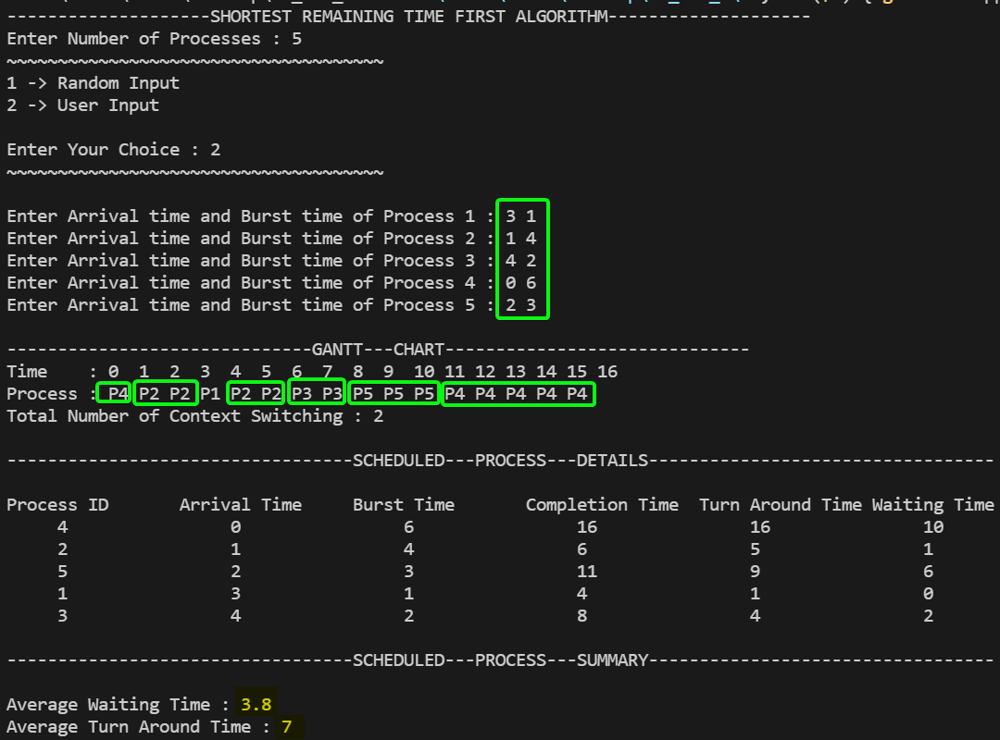 --------------------SHORTEST REMAINING TIME FIRST ALGORITHM--------------------
Enter Number of Processes : 5
~~~~~~~~~~~~~~~~~~~~~~~~~~~~~~~~~~~~~
1 -> Random Input
2 -> User Input
Enter Your Choice : 2
~~~~~~~~~~~~~~~~~~~~~~~~~~~~~~~~~~~~~
Enter Arrival time and Burst time of Process 1 : 3 1
Enter Arrival time and Burst time of Process 2 : 1 4
Enter Arrival time and Burst time of Process 3 : 4 2
Enter Arrival time and Burst time of Process 4 : 0 6
Enter Arrival time and Burst time of Process 5 : 2 3
------------------------------GANTT---CHART------------------------------
Time    : 0  1  2  3  4  5  6  7  8  9  10 11 12 13 14 15 16
Process : P4 P2 P2 P1 P2 P2 P3 P3 P5 P5 P5 P4 P4 P4 P4 P4
Total Number of Context Switching : 2
----------------------------------SCHEDULED---PROCESS---DETAILS----------------------------------
Process ID       Arrival Time     Burst Time       Completion Time  Turn Around Time Waiting Time
4                0                6                16               16               10
2                1                4                6                5                1
5                2                3                11               9                6
1                3                1                4                1                0
3                4                2                8                4                2
----------------------------------SCHEDULED---PROCESS---SUMMARY----------------------------------
Average Waiting Time : 3.8
Average Turn Around Time : 7